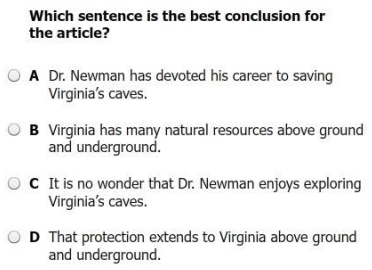 Which sentence is the best conclusion for
the article?
A Dr. Newman has devoted his career to saving
Virginia's caves.
B Virginia has many natural resources above ground
and underground.
C It is no wonder that Dr. Newman enjoys exploring
Virginia's caves.
D That protection extends to Virginia above ground
and underground.